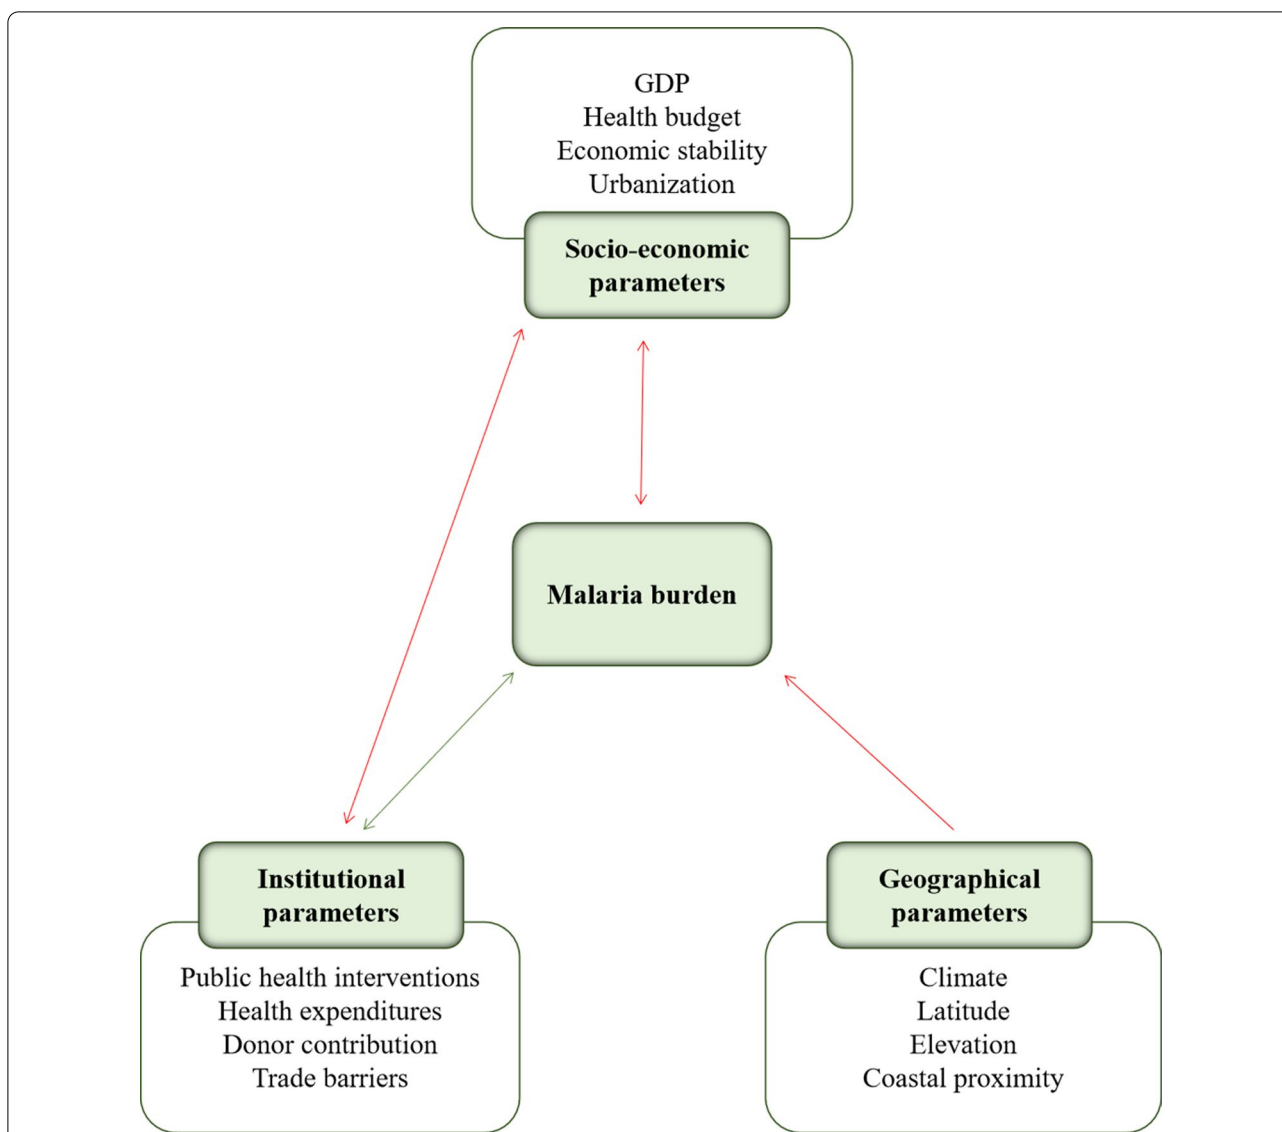 GDP
Health budget
Economic stability
Urbanization
Socio-economic
parameters
Malaria burden
Institutional
parameters
Public health interventions
Health expenditures
Donor contribution
Trade barriers
Geographical
parameters
Climate
Latitude
Elevation
Coastal proximity